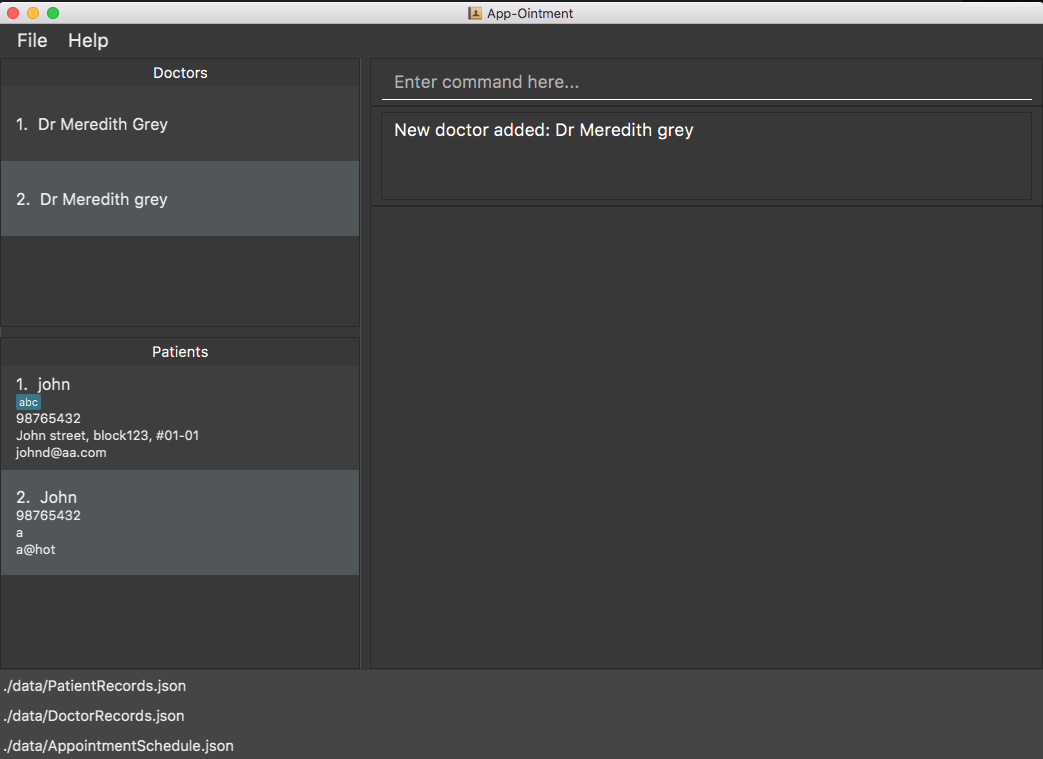 App-Ointment
File Help
Doctors
1. Dr Meredith Grey
2. Dr Meredith grey
Enter command here...
New doctor added: Dr Meredith grey
Patients
1. john
abc
98765432
John street, block123, #01-01
johnd@aa.com
2. John
98765432
a
a@hot
./data/PatientRecords.json
./data/DoctorRecords.json
./data/AppointmentSchedule.json